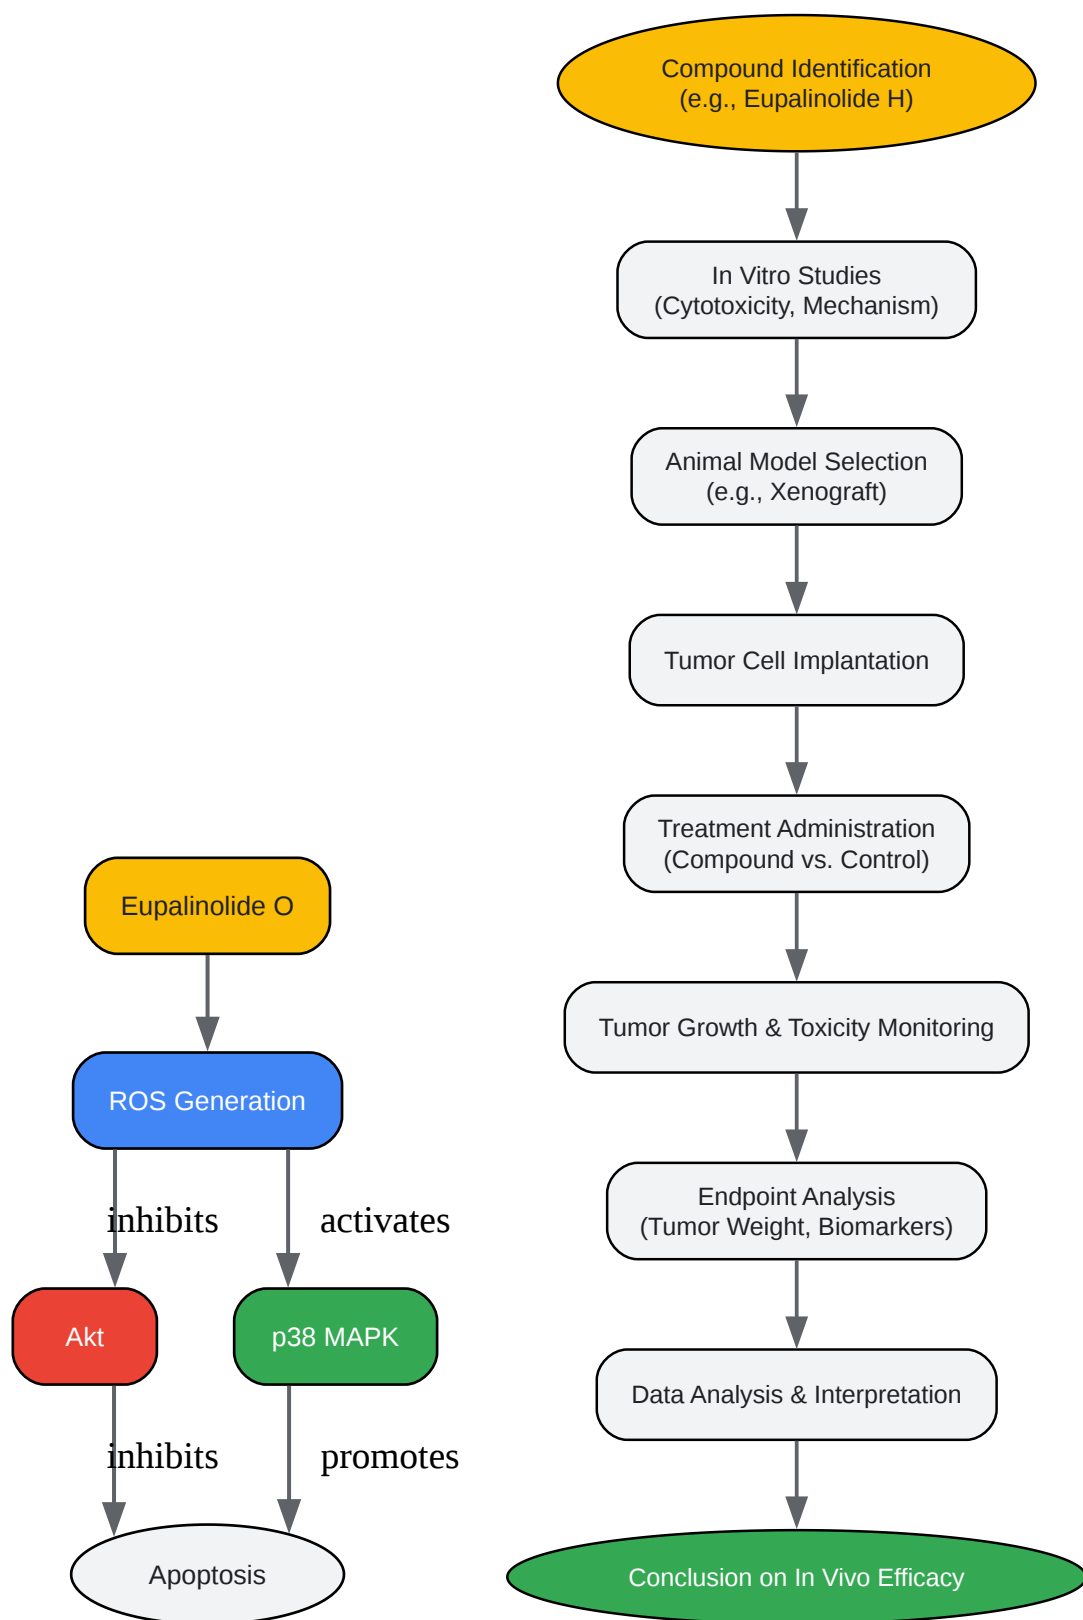 Compound Identification
(e.g., Eupalinolide H)
In Vitro Studies
(Cytotoxicity, Mechanism)
Animal Model Selection
(e.g., Xenograft)
Tumor Cell Implantation
Treatment Administration
(Compound vs. Control)
Tumor Growth & Toxicity Monitoring
Endpoint Analysis
(Tumor Weight, Biomarkers)
Data Analysis & Interpretation
Conclusion on In Vivo Efficacy
Eupalinolide O
ROS Generation
inhibits
activates
Akt
p38 MAPK
inhibits
promotes
Apoptosis